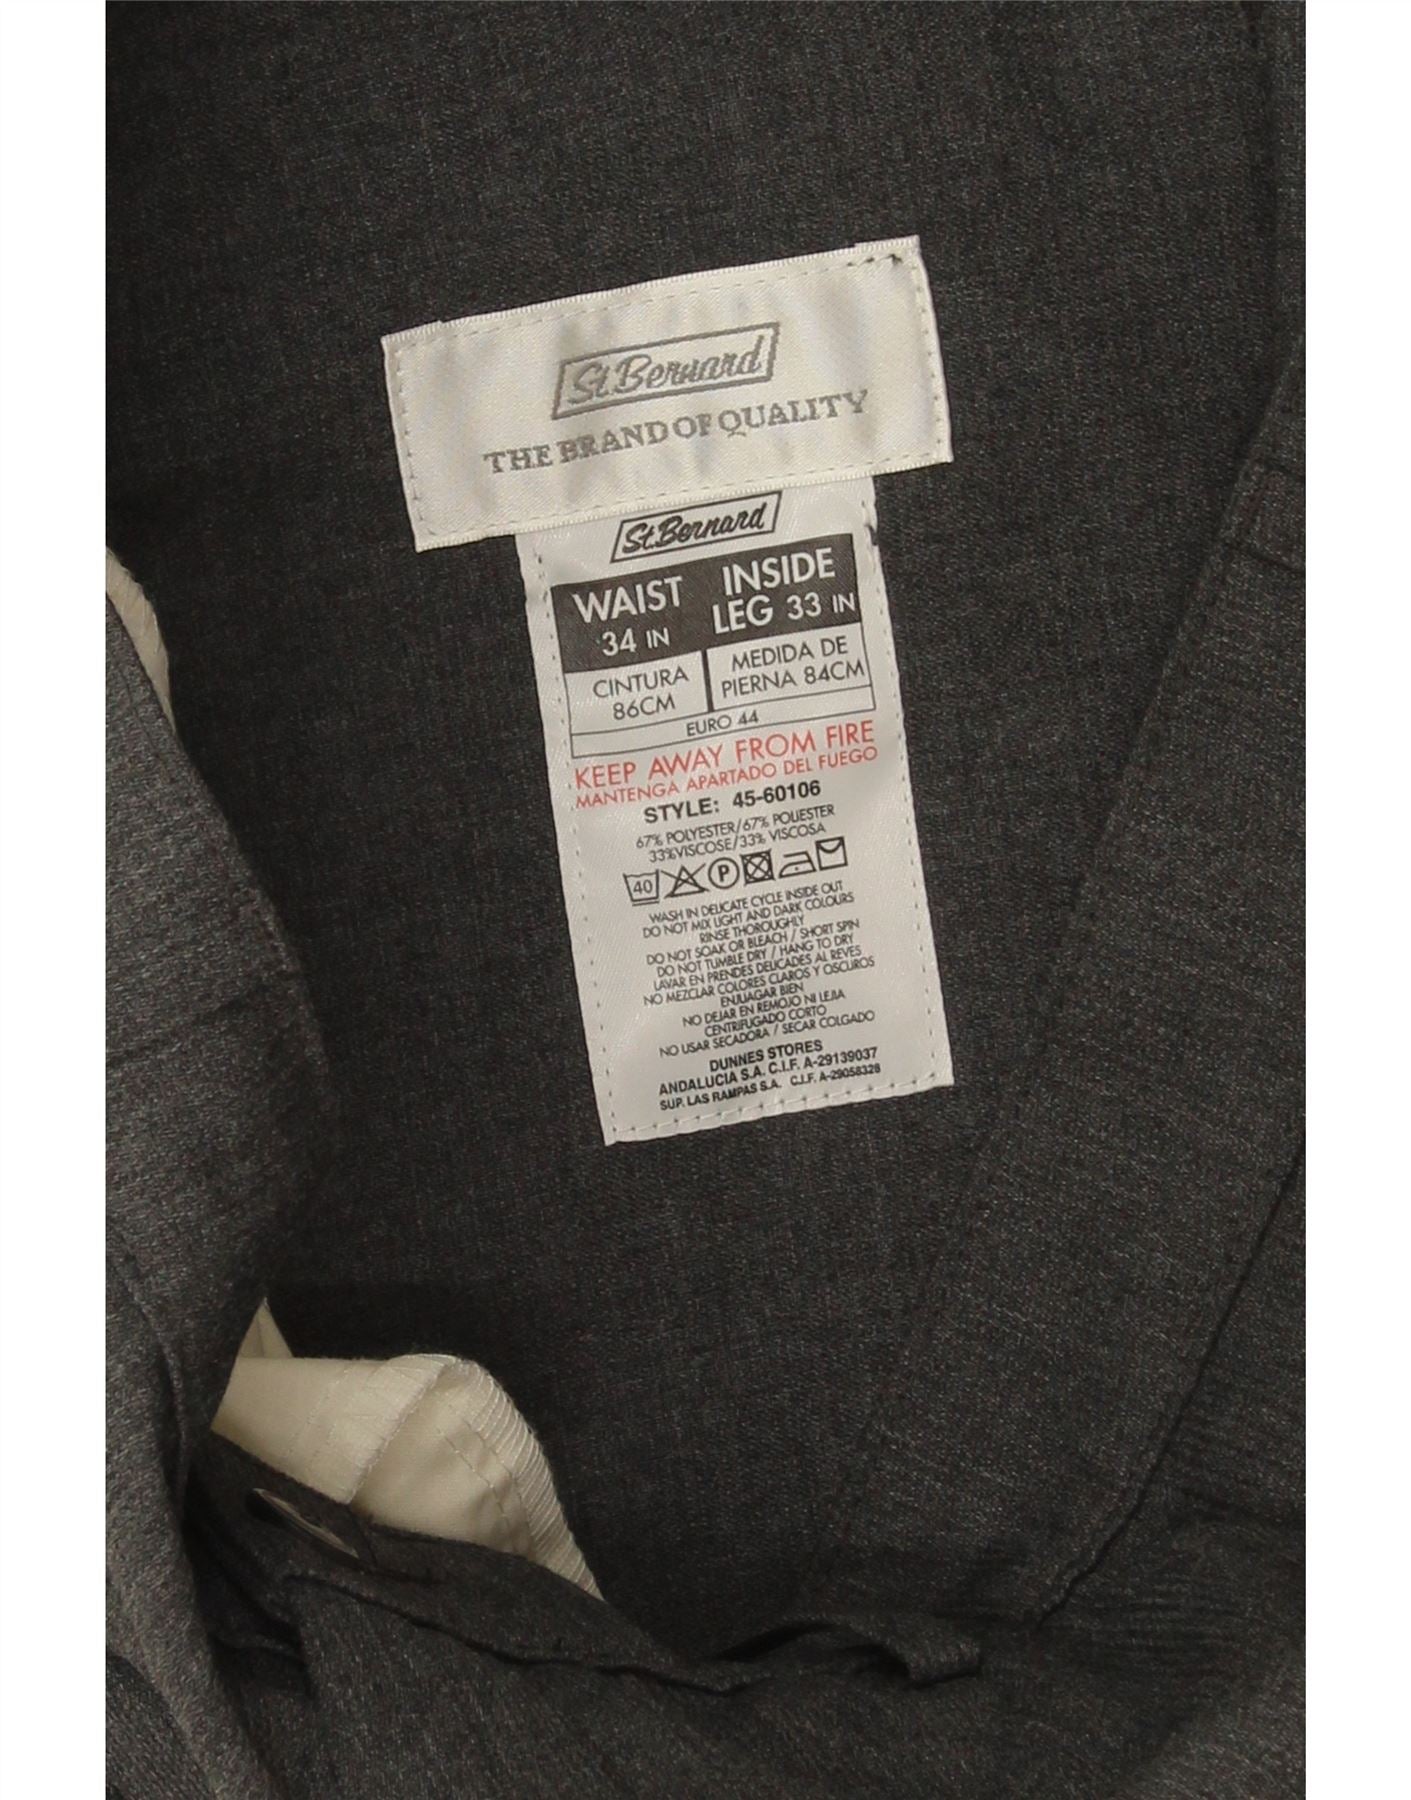 St.Bernard
THE BRAND OF QUALITY
St.Bernard
WAIST
34 IN
INSIDE
LEG 33 IN
CINTURA
86CM
MEDIDA DE
PIERNA 84CM
EURO 44
KEEP AWAY FROM FIRE
MANTENGA APARTADO DEL FUEGO
STYLE: 45-60106
67% POLYESTER/67% POLIESTER
33%VISCOSE/33% VISCOSA
40 P
WASH IN DELICATE CYCLE INSIDE OUT
DO NOT MIX LIGHT AND DARK COLOURS
RINSE THOROUGHLY
DO NOT SOAK OR BLEACH / SHORT SPIN
DO NOT TUMBLE DRY / HANG TO DRY
LAVAR EN PRENDES DELICADES AL REVES
NO MEZCLAR COLORES CLAROS Y OSCUROS
ENJUAGAR BIEN
NO DEJAR EN REMOJO NI LEJIA
CENTRIFUGADO CORTO
NO USAR SECADORA / SECAR COLGADO
DUNNES STORES
ANDALUCIA S.A. C.I.F. A-29139037
SUP. LAS RAMPAS S.A. C.I.F. A-29058328